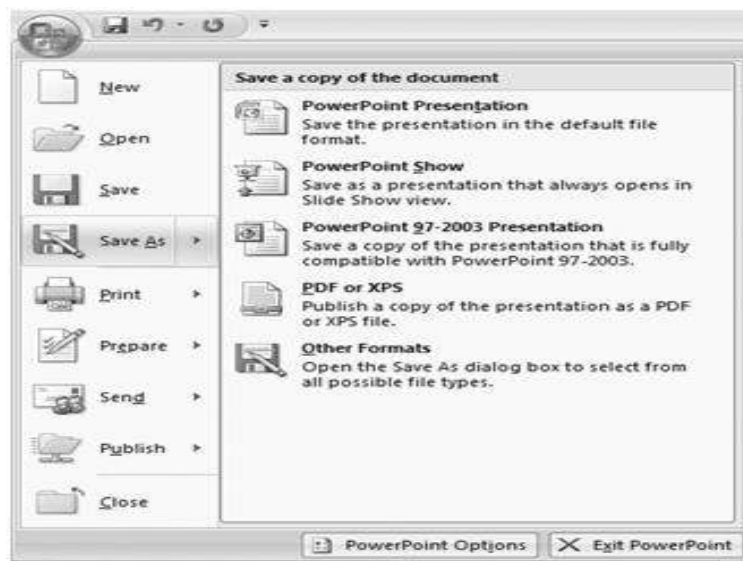 New
Open
Save
Save As
Print
Prepare
Send
Publish
Close
Save a copy of the document
PowerPoint Presentation
Save the presentation in the default file
format.
PowerPoint Show
Save as a presentation that always opens in
Slide Show view.
PowerPoint 97-2003 Presentation
Save a copy of the presentation that is fully
compatible with PowerPoint 97-2003.
PDF or XPS
Publish a copy of the presentation as a PDF
or XPS file.
Other Formats
Open the Save As dialog box to select from
all possible file types.
PowerPoint Options
Exit PowerPoint